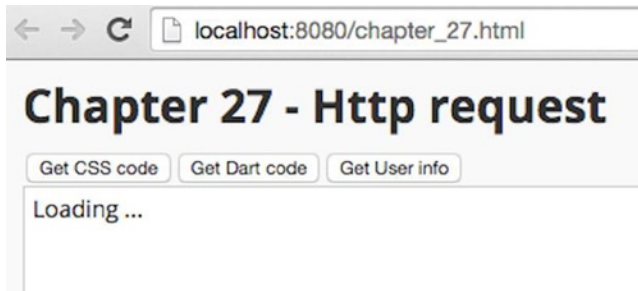 localhost:8080/chapter_27.html
Chapter 27 - Http request
Get CSS code Get Dart code Get User info
Loading ...